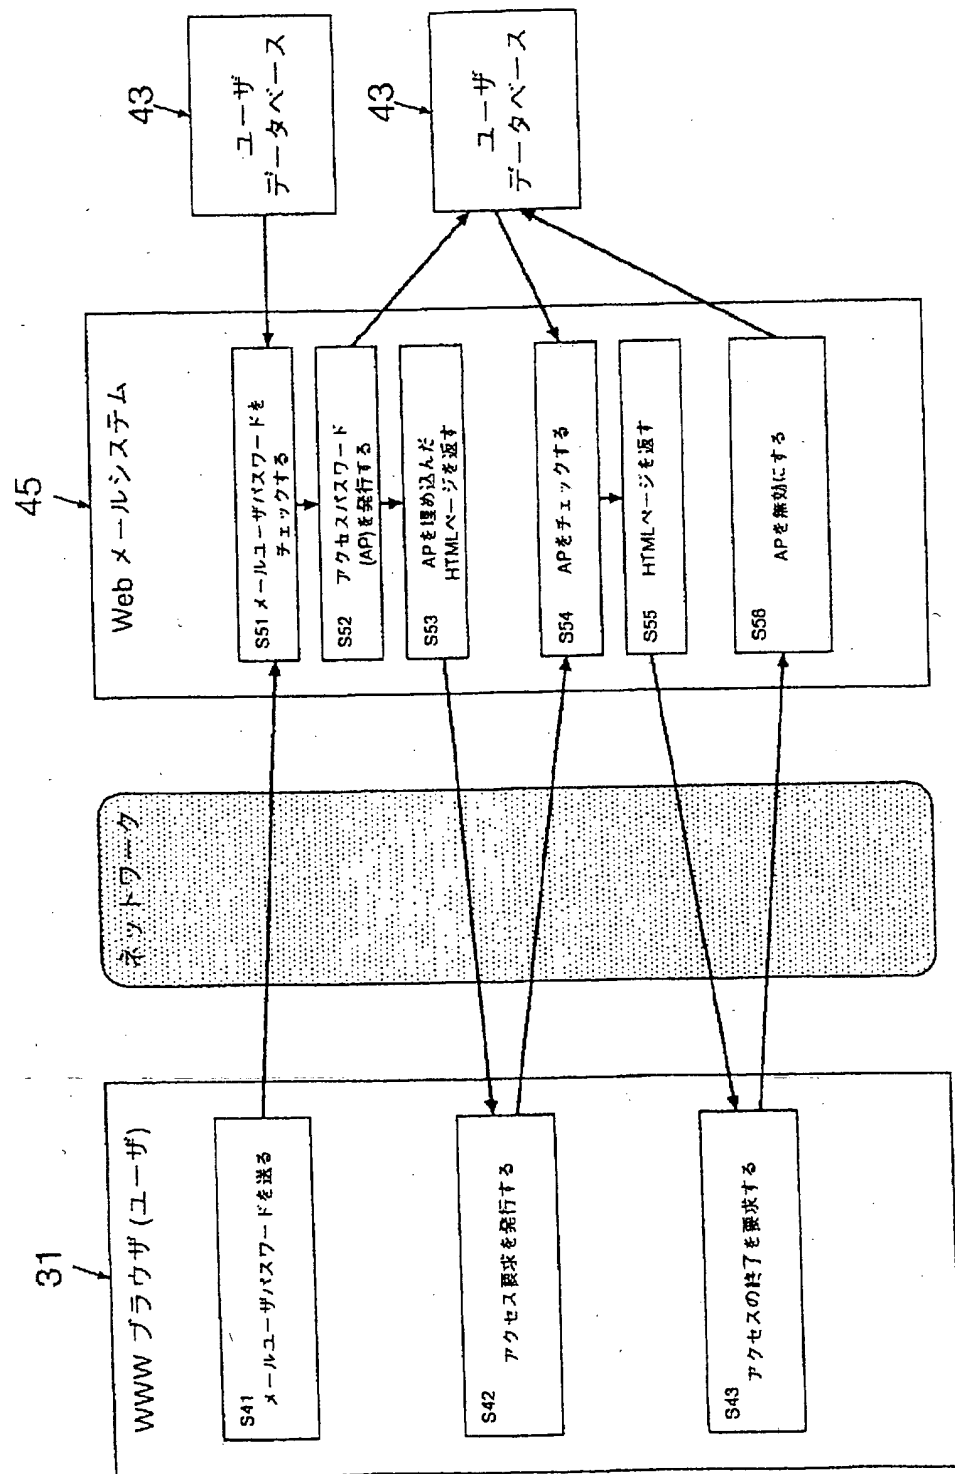 31
WWW ブラウザ (ユーザ)
S41
メールユーザパスワードを送る
S42
アクセス要求を発行する
S43
アクセスの終了を要求する
ネットワーク
45
Web メールシステム
S51 メールユーザパスワードを
チェックする
S52
アクセスパスワード
(AP)を発行する
S53
APを埋め込んだ
HTMLページを返す
S54
APをチェックする
S55
HTMLページを返す
S56
APを無効にする
43
ユーザ
データベース
43
ユーザ
データベース